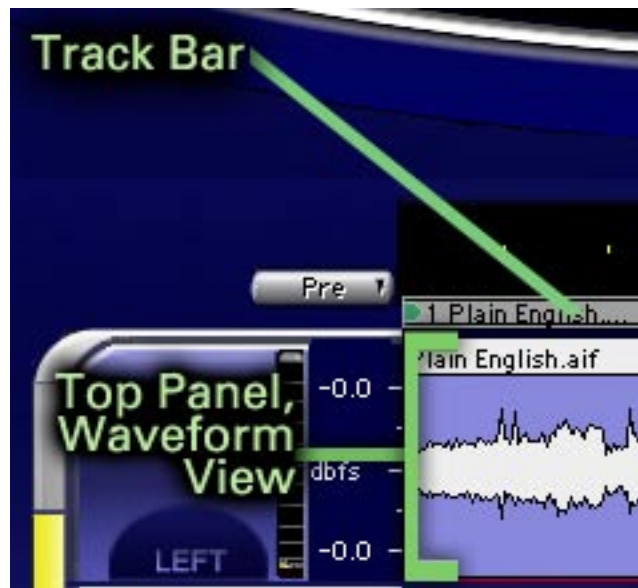 Track Bar
Pre
1 Plain English....
Plain English.aif
-0.0
Top Panel,
Waveform
View
dbfs
-0.0
LEFT